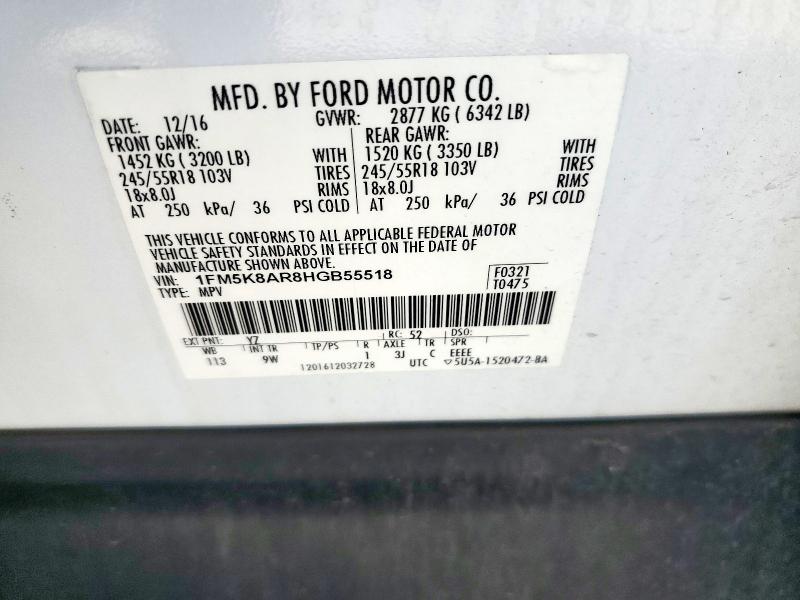 MFD. BY FORD MOTOR CO.
DATE: 12/16 GVWR: 2877 KG ( 6342 LB)
FRONT GAWR: REAR GAWR:
1452 KG ( 3200 LB) WITH 1520 KG ( 3350 LB) WITH
245/55R18 103V TIRES 245/55R18 103V TIRES
18x8.0J RIMS 18x8.0J RIMS
AT 250 kPa/ 36 PSI COLD AT 250 kPa/ 36 PSI COLD
THIS VEHICLE CONFORMS TO ALL APPLICABLE FEDERAL MOTOR
VEHICLE SAFETY STANDARDS IN EFFECT ON THE DATE OF
MANUFACTURE SHOWN ABOVE.
VIN: 1FM5K8AR8HGB55518 F0321
TYPE: MPV T0475
EXT PNT: YZ RC: 52 DSO:
WB INT TR TP/PS R AXLE TR SPR
113 9W 1 3J C EEEE
1201612032728 UTC ▽5U5A-1520472-BA